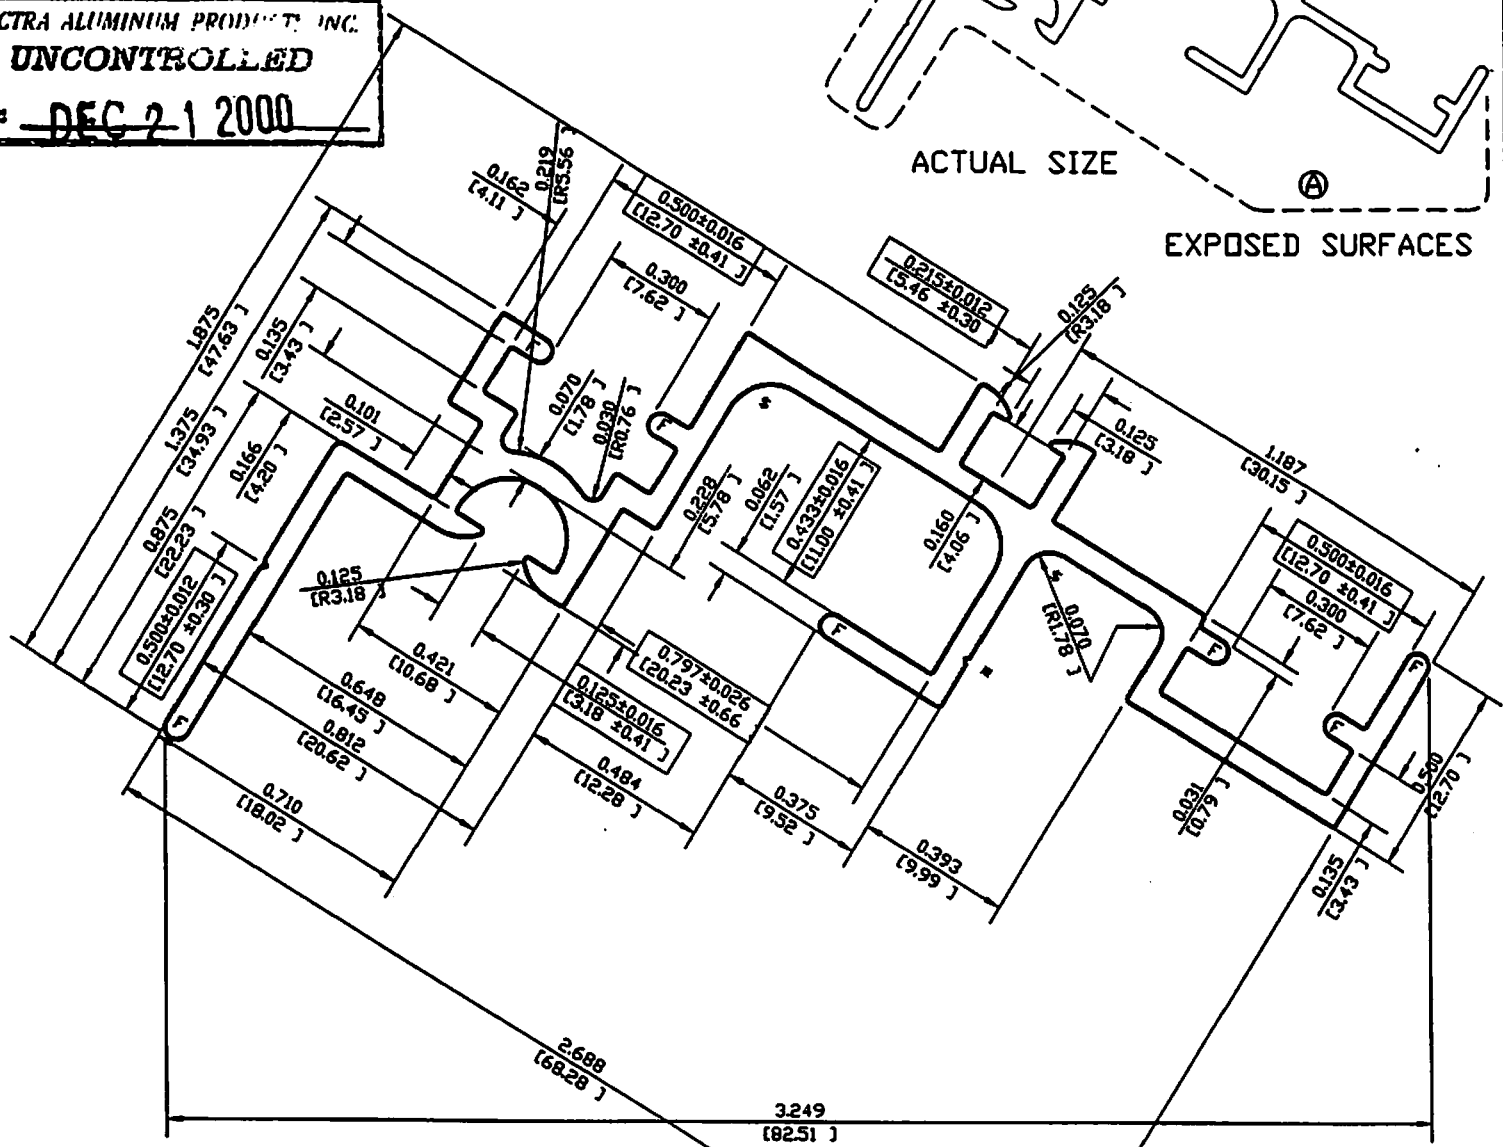 CTRA ALUMINUM PRODUCTS INC.
UNCONTROLLED
DEC 21 2000
ACTUAL SIZE
A
EXPOSED SURFACES
0.162
[4.11 ]
0.219
[R5.56 ]
0.500±0.016
[12.70 ±0.41 ]
0.300
[7.62 ]
0.215±0.012
[5.46 ±0.30
0.125
[R3.18 ]
1.875
[47.63 ]
0.135
[3.43 ]
1.375
[34.93 ]
0.101
[2.57 ]
0.166
[4.20 ]
0.875
[22.23 ]
0.500±0.012
[12.70 ±0.30 ]
F
0.070
[1.78 ]
0.030
[R0.76 ]
F
s
0.228
[5.78 ]
0.062
[1.57 ]
0.433±0.016
[11.00 ±0.41 ]
0.160
[4.06 ]
0.125
[3.18 ]
1.187
[30.15 ]
0.500±0.016
[12.70 ±0.41 ]
0.300
[7.62 ]
0.125
[R3.18 ]
F
s
0.070
[R1.78 ]
F
F
F
F
0.421
[10.68 ]
0.648
[16.45 ]
0.812
[20.62 ]
0.710
[18.02 ]
0.797±0.026
[20.23 ±0.66
0.125±0.016
[3.18 ±0.41 ]
0.484
[12.28 ]
0.375
[9.52 ]
0.393
[9.99 ]
0.031
[0.79 ]
0.500
[12.70 ]
0.135
[3.43 ]
2.688
[68.28 ]
3.249
[82.51 ]